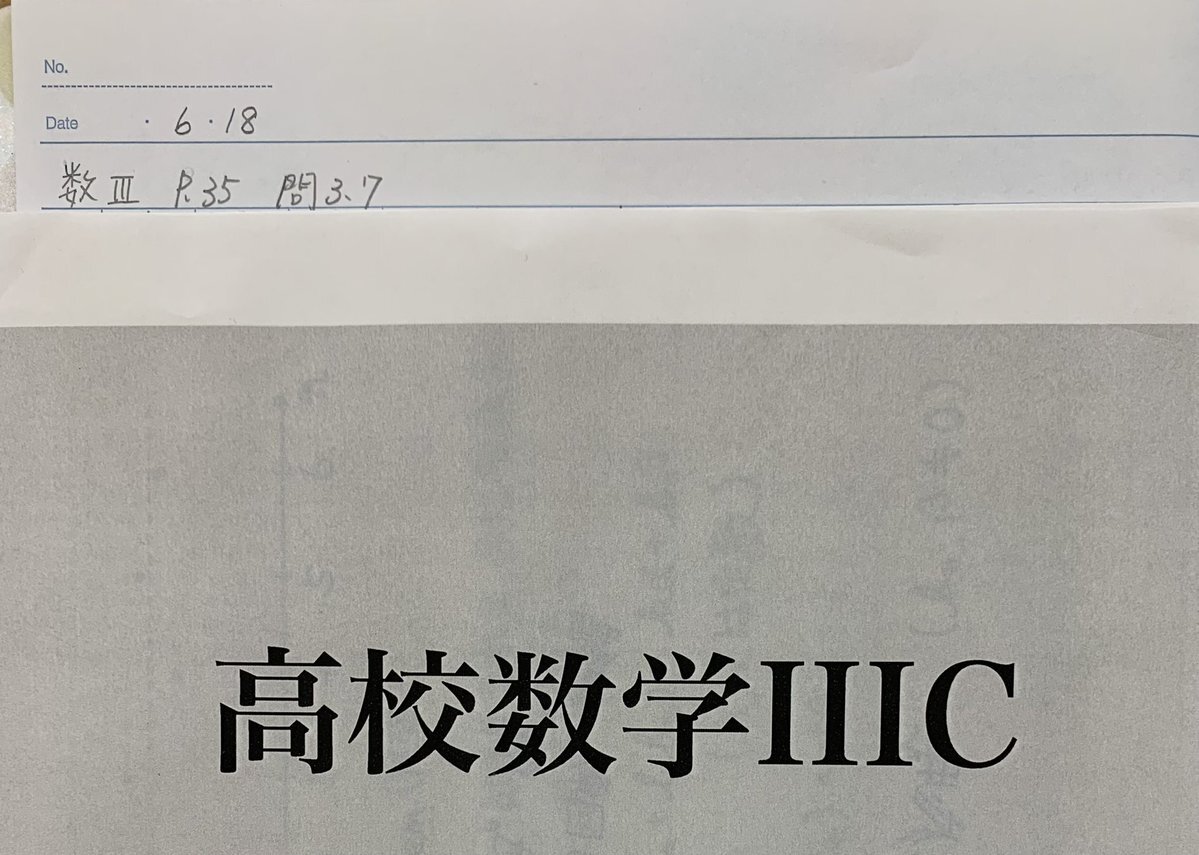 No.
Date ・6・18
数Ⅲ P.35 問3.7
高校数学IIIC